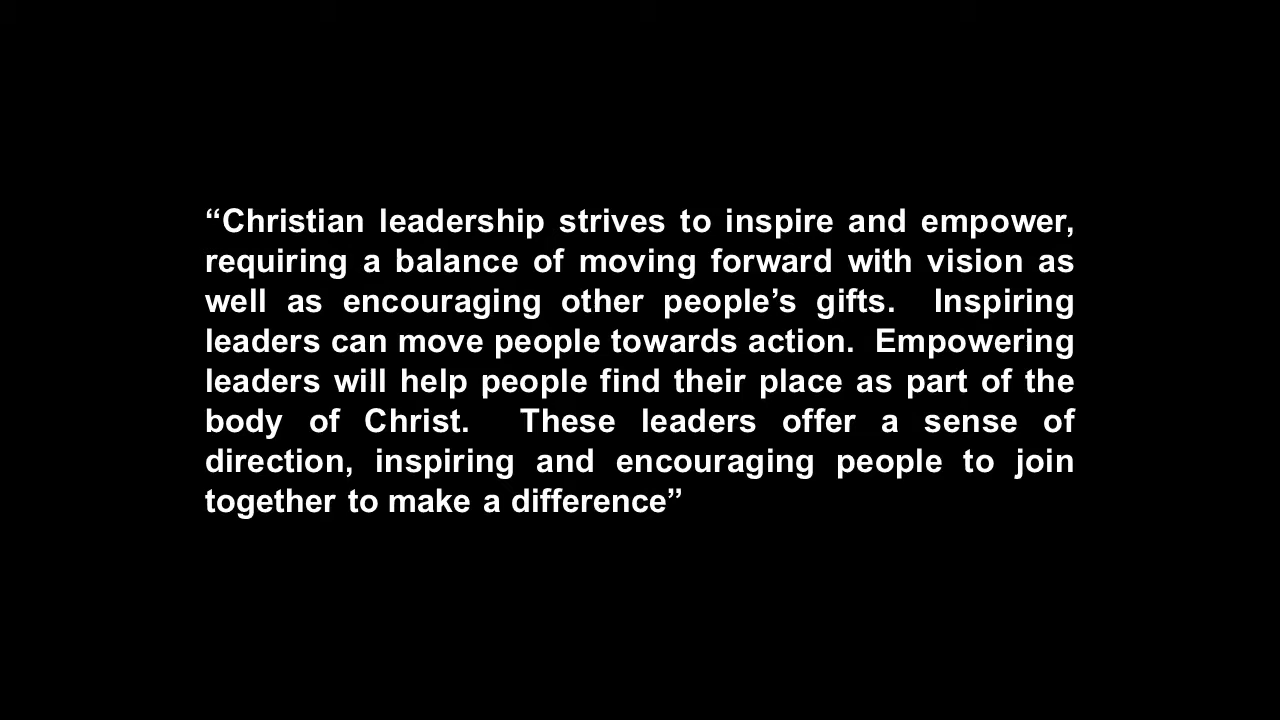 “Christian leadership strives to inspire and empower,
requiring a balance of moving forward with vision as
well as encouraging other people’s gifts.  Inspiring
leaders can move people towards action.  Empowering
leaders will help people find their place as part of the
body of Christ.  These leaders offer a sense of
direction, inspiring and encouraging people to join
together to make a difference”